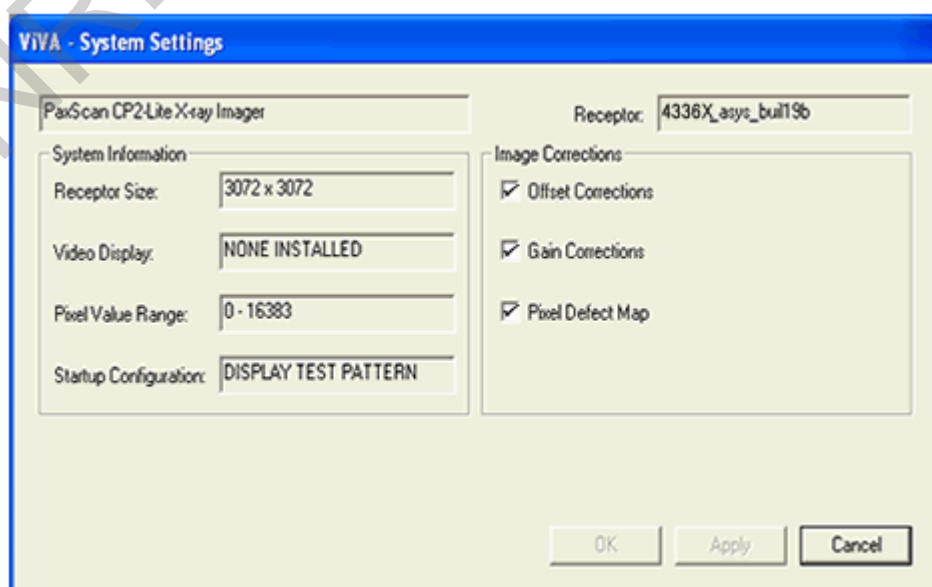 ViVA - System Settings
PaxScan CP2-Lite X-ray Imager
Receptor: 4336X_asys_buil19b
System Information
Receptor Size: 3072 x 3072
Video Display: NONE INSTALLED
Pixel Value Range: 0 - 16383
Startup Configuration: DISPLAY TEST PATTERN
Image Corrections
Offset Corrections
Gain Corrections
Pixel Defect Map
OK Apply Cancel